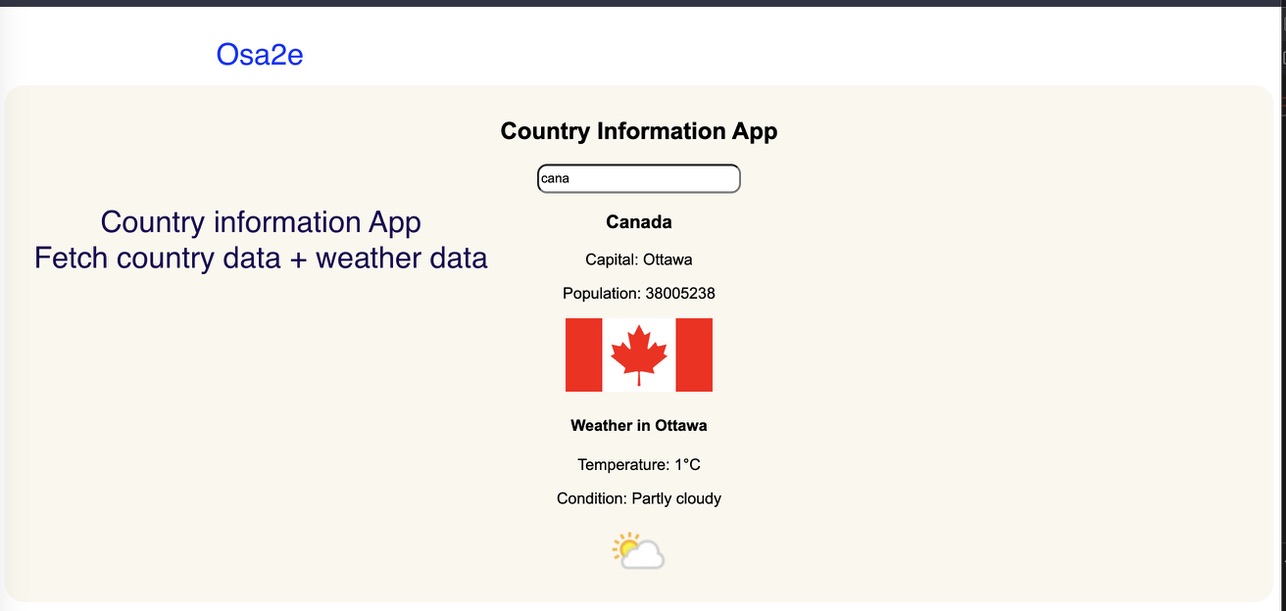 Osa2e
Country Information App
cana
Country information App
Fetch country data + weather data
Canada
Capital: Ottawa
Population: 38005238
Weather in Ottawa
Temperature: 1°C
Condition: Partly cloudy